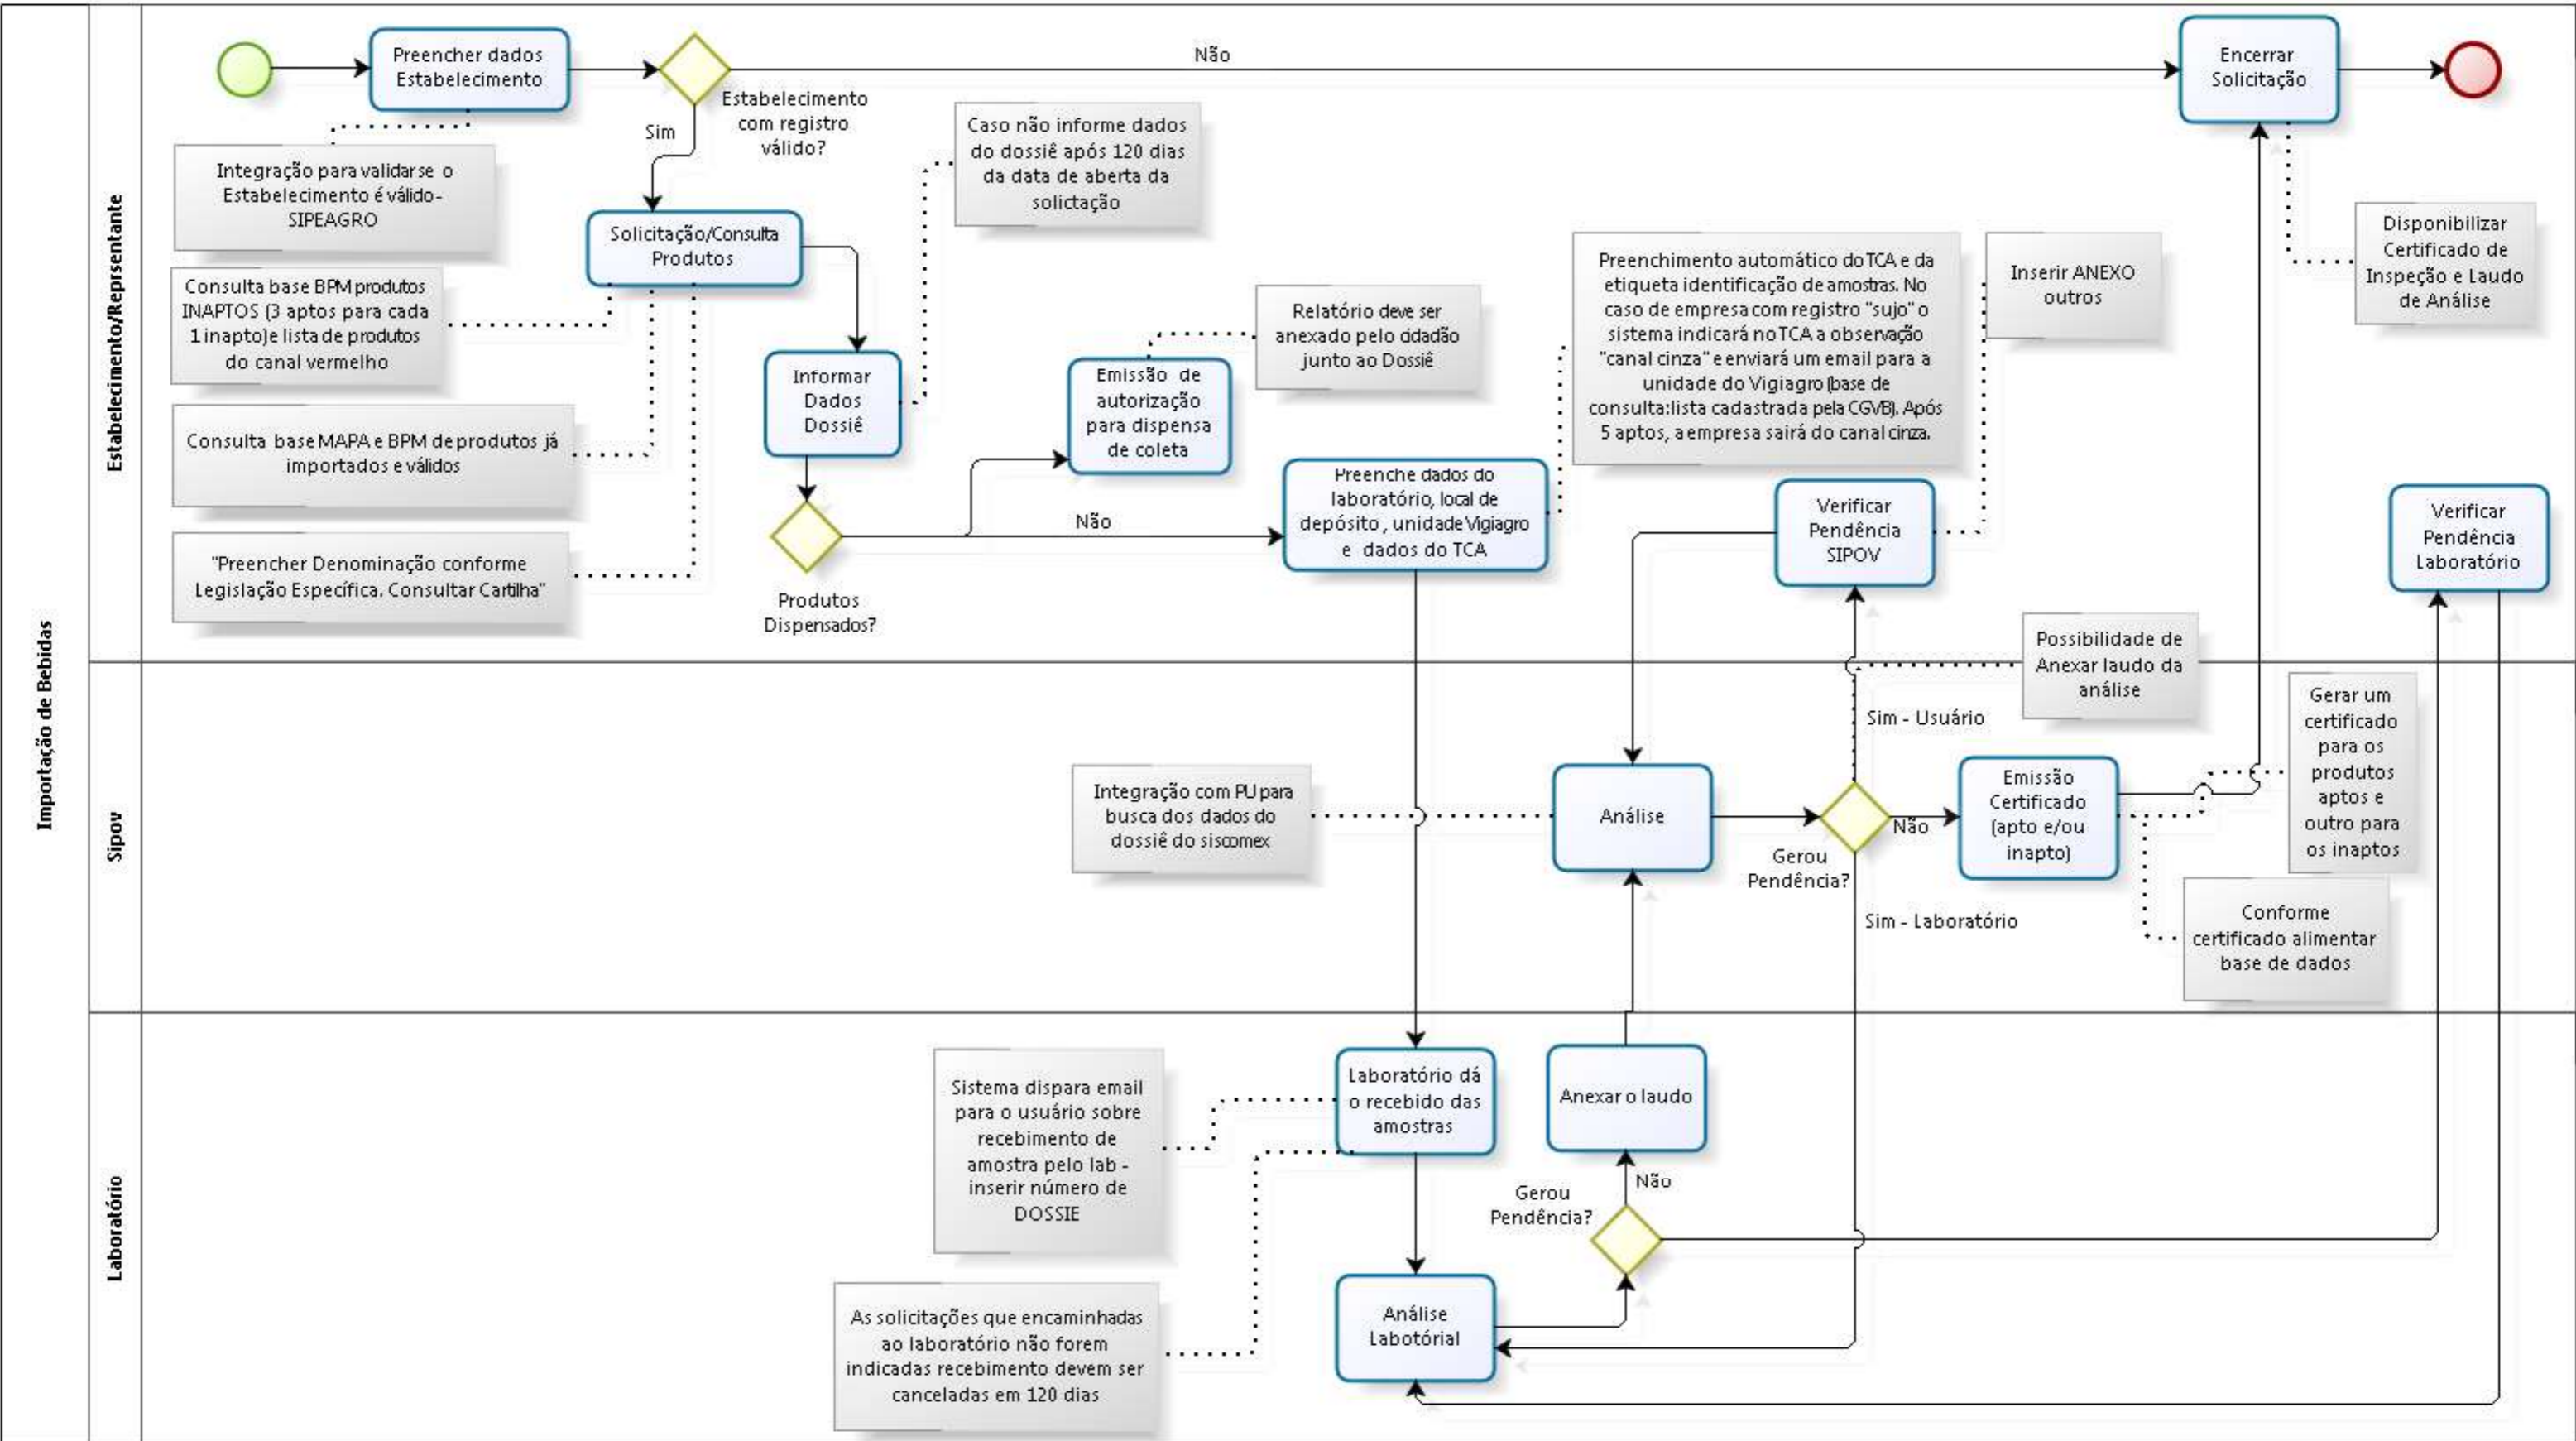 Importação de Bebidas
Estabelecimento/Reprsentante
Preencher dados
Estabelecimento
Não
Encerrar
Solicitação
Estabelecimento
com registro
válido?
Sim
Integração para validar se o
Estabelecimento é válido-
SIPEAGRO
Caso não informe dados
do dossiê após 120 dias
da data de aberta da
solictação
Solicitação/Consulta
Produtos
Disponibilizar
Certificado de
Inspeção e Laudo
de Análise
Consulta base BPM produtos
INAPTOS (3 aptos para cada
1 inapto)e lista de produtos
do canal vermelho
Preenchimento automático do TCA e da
etiqueta identificação de amostras. No
caso de empresa com registro "sujo" o
sistema indicará no TCA a observação
"canal cinza" e enviará um email para a
unidade do Vigiagro (base de
consulta:lista cadastrada pela CGVB). Após
5 aptos, a empresa sairá do canal cinza.
Inserir ANEXO
outros
Relatório deve ser
anexado pelo cidadão
junto ao Dossiê
Informar
Dados
Dossiê
Emissão de
autorização
para dispensa
de coleta
Consulta base MAPA e BPM de produtos já
importados e válidos
Preenche dados do
laboratório, local de
depósito , unidade Vigiagro
e dados do TCA
Não
Verificar
Pendência
SIPOV
Verificar
Pendência
Laboratório
"Preencher Denominação conforme
Legislação Específica. Consultar Cartilha"
Produtos
Dispensados?
Sipov
Possibilidade de
Anexar laudo da
análise
Sim - Usuário
Gerar um
certificado
para os
produtos
aptos e
outro para
os inaptos
Integração com PU para
busca dos dados do
dossiê do siscomex
Análise
Não
Emissão
Certificado
(apto e/ou
inapto)
Gerou
Pendência?
Sim - Laboratório
Conforme
certificado alimentar
base de dados
Laboratório
Sistema dispara email
para o usuário sobre
recebimento de
amostra pelo lab -
inserir número de
DOSSIE
Laboratório dá
o recebido das
amostras
Anexar o laudo
Não
Gerou
Pendência?
As solicitações que encaminhadas
ao laboratório não forem
indicadas recebimento devem ser
canceladas em 120 dias
Análise
Labotórial